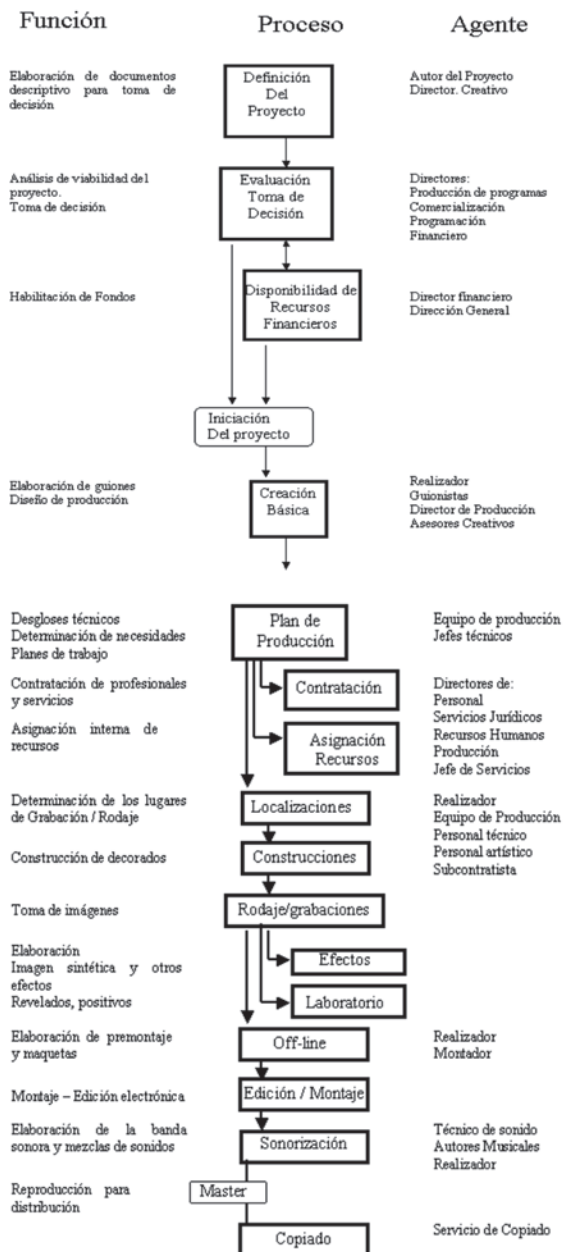 Función Proceso Agente
Elaboración de documentos
descriptivo para toma de
decisión
Definición
Del
Proyecto
Autor del Proyecto
Director. Creativo
Análisis de viabilidad del
proyecto.
Toma de decisión
Evaluación
Toma de
Decisión
Directores:
Producción de programas
Comercialización
Programación
Financiero
Habilitación de Fondos
Disponibilidad de
Recursos
Financieros
Director financiero
Dirección General
Iniciación
Del proyecto
Elaboración de guiones
Diseño de producción
Creación
Básica
Realizador
Guionistas
Director de Producción
Asesores Creativos
Desgloses técnicos
Determinación de necesidades
Planes de trabajo
Plan de
Producción
Equipo de producción
Jefes técnicos
Contratación de profesionales
y servicios
Contratación
Directores de:
Personal
Servicios Jurídicos
Recursos Humanos
Producción
Jefe de Servicios
Asignación interna de
recursos
Asignación
Recursos
Determinación de los lugares
de Grabación / Rodaje
Localizaciones
Realizador
Equipo de Producción
Personal técnico
Personal artístico
Subcontratista
Construcción de decorados
Construcciones
Toma de imágenes
Rodaje/grabaciones
Elaboración
Imagen sintética y otros
efectos
Revelados, positivos
Efectos
Laboratorio
Elaboración de premontaje
y maquetas
Off-line
Realizador
Montador
Montaje – Edición electrónica
Edición / Montaje
Elaboración de la banda
sonora y mezclas de sonidos
Sonorización
Técnico de sonido
Autores Musicales
Realizador
Reproducción para
distribución
Master
Copiado
Servicio de Copiado